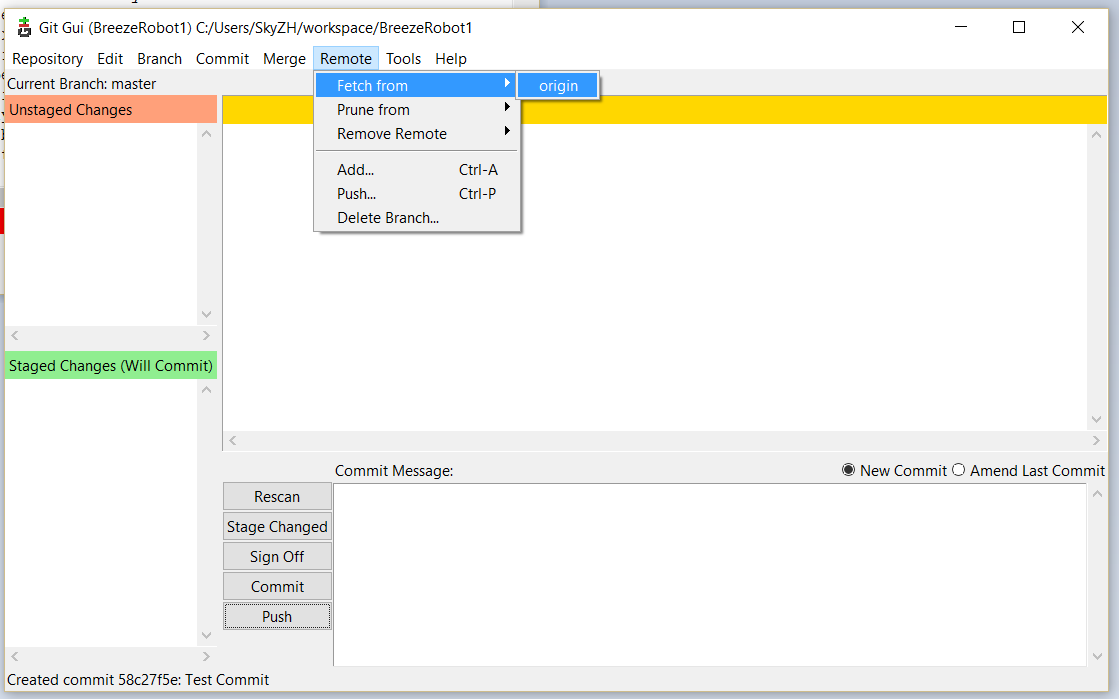 Git Gui (BreezeRobot1) C:/Users/SkyZH/workspace/BreezeRobot1
Repository Edit Branch Commit Merge Remote Tools Help
Current Branch: master
Fetch from origin
Unstaged Changes
Prune from
Remove Remote
Add... Ctrl-A
Push... Ctrl-P
Delete Branch...
Staged Changes (Will Commit)
Commit Message: New Commit Amend Last Commit
Rescan
Stage Changed
Sign Off
Commit
Push
Created commit 58c27f5e: Test Commit